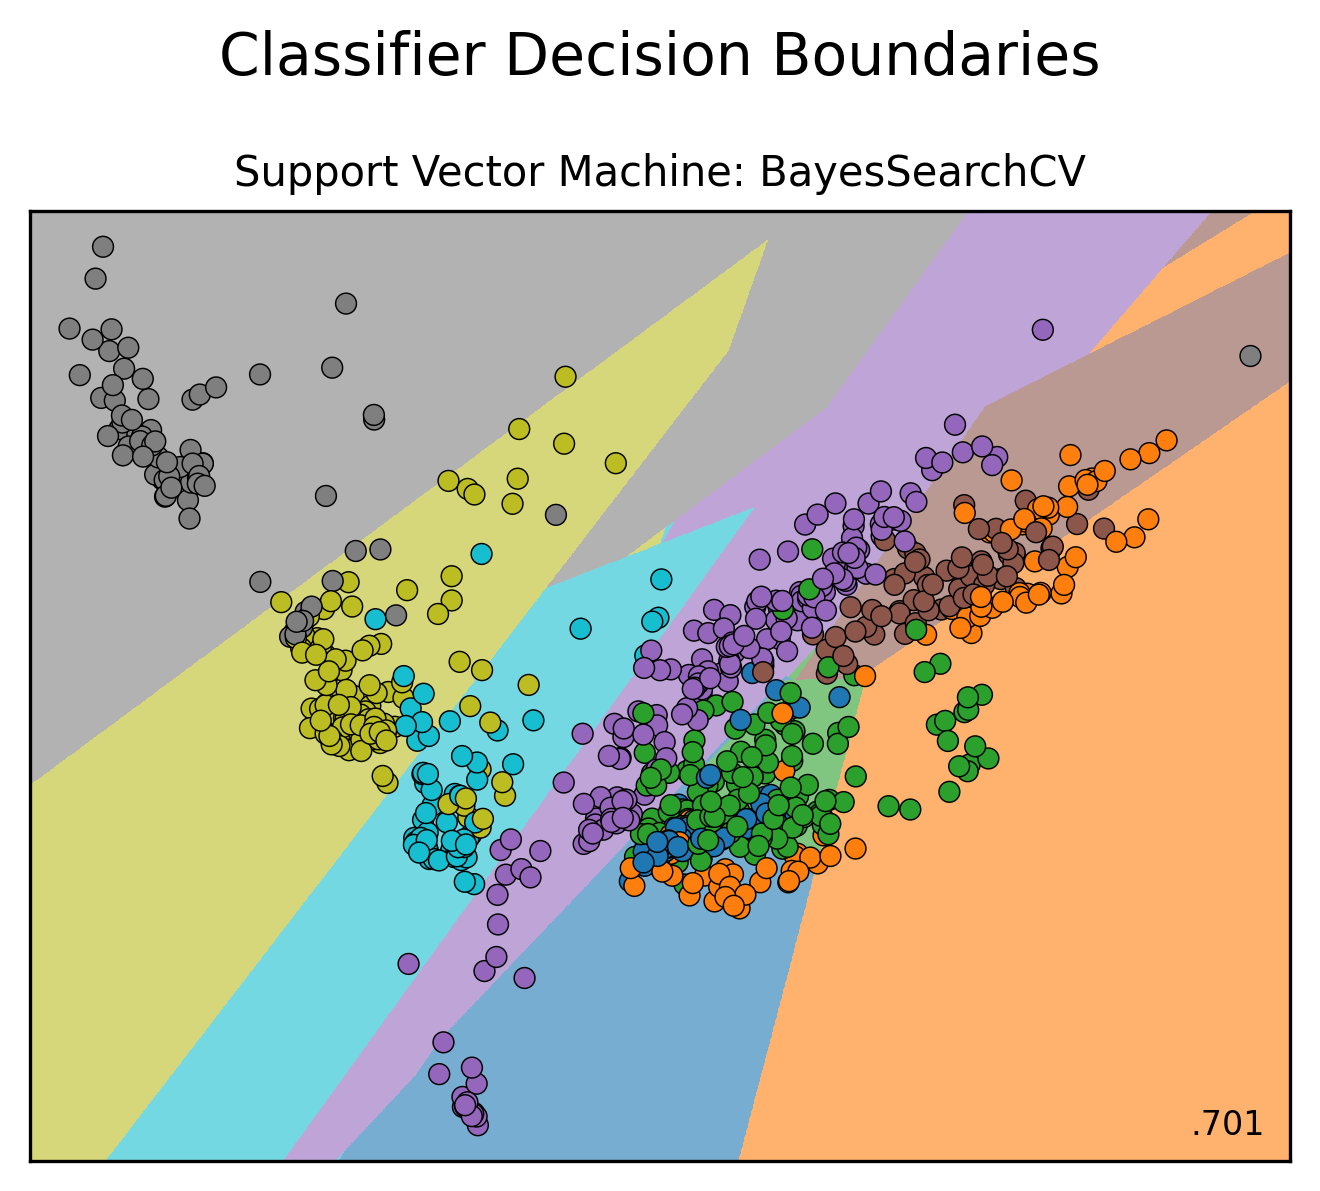 Classifier Decision Boundaries
Support Vector Machine: BayesSearchCV
.701